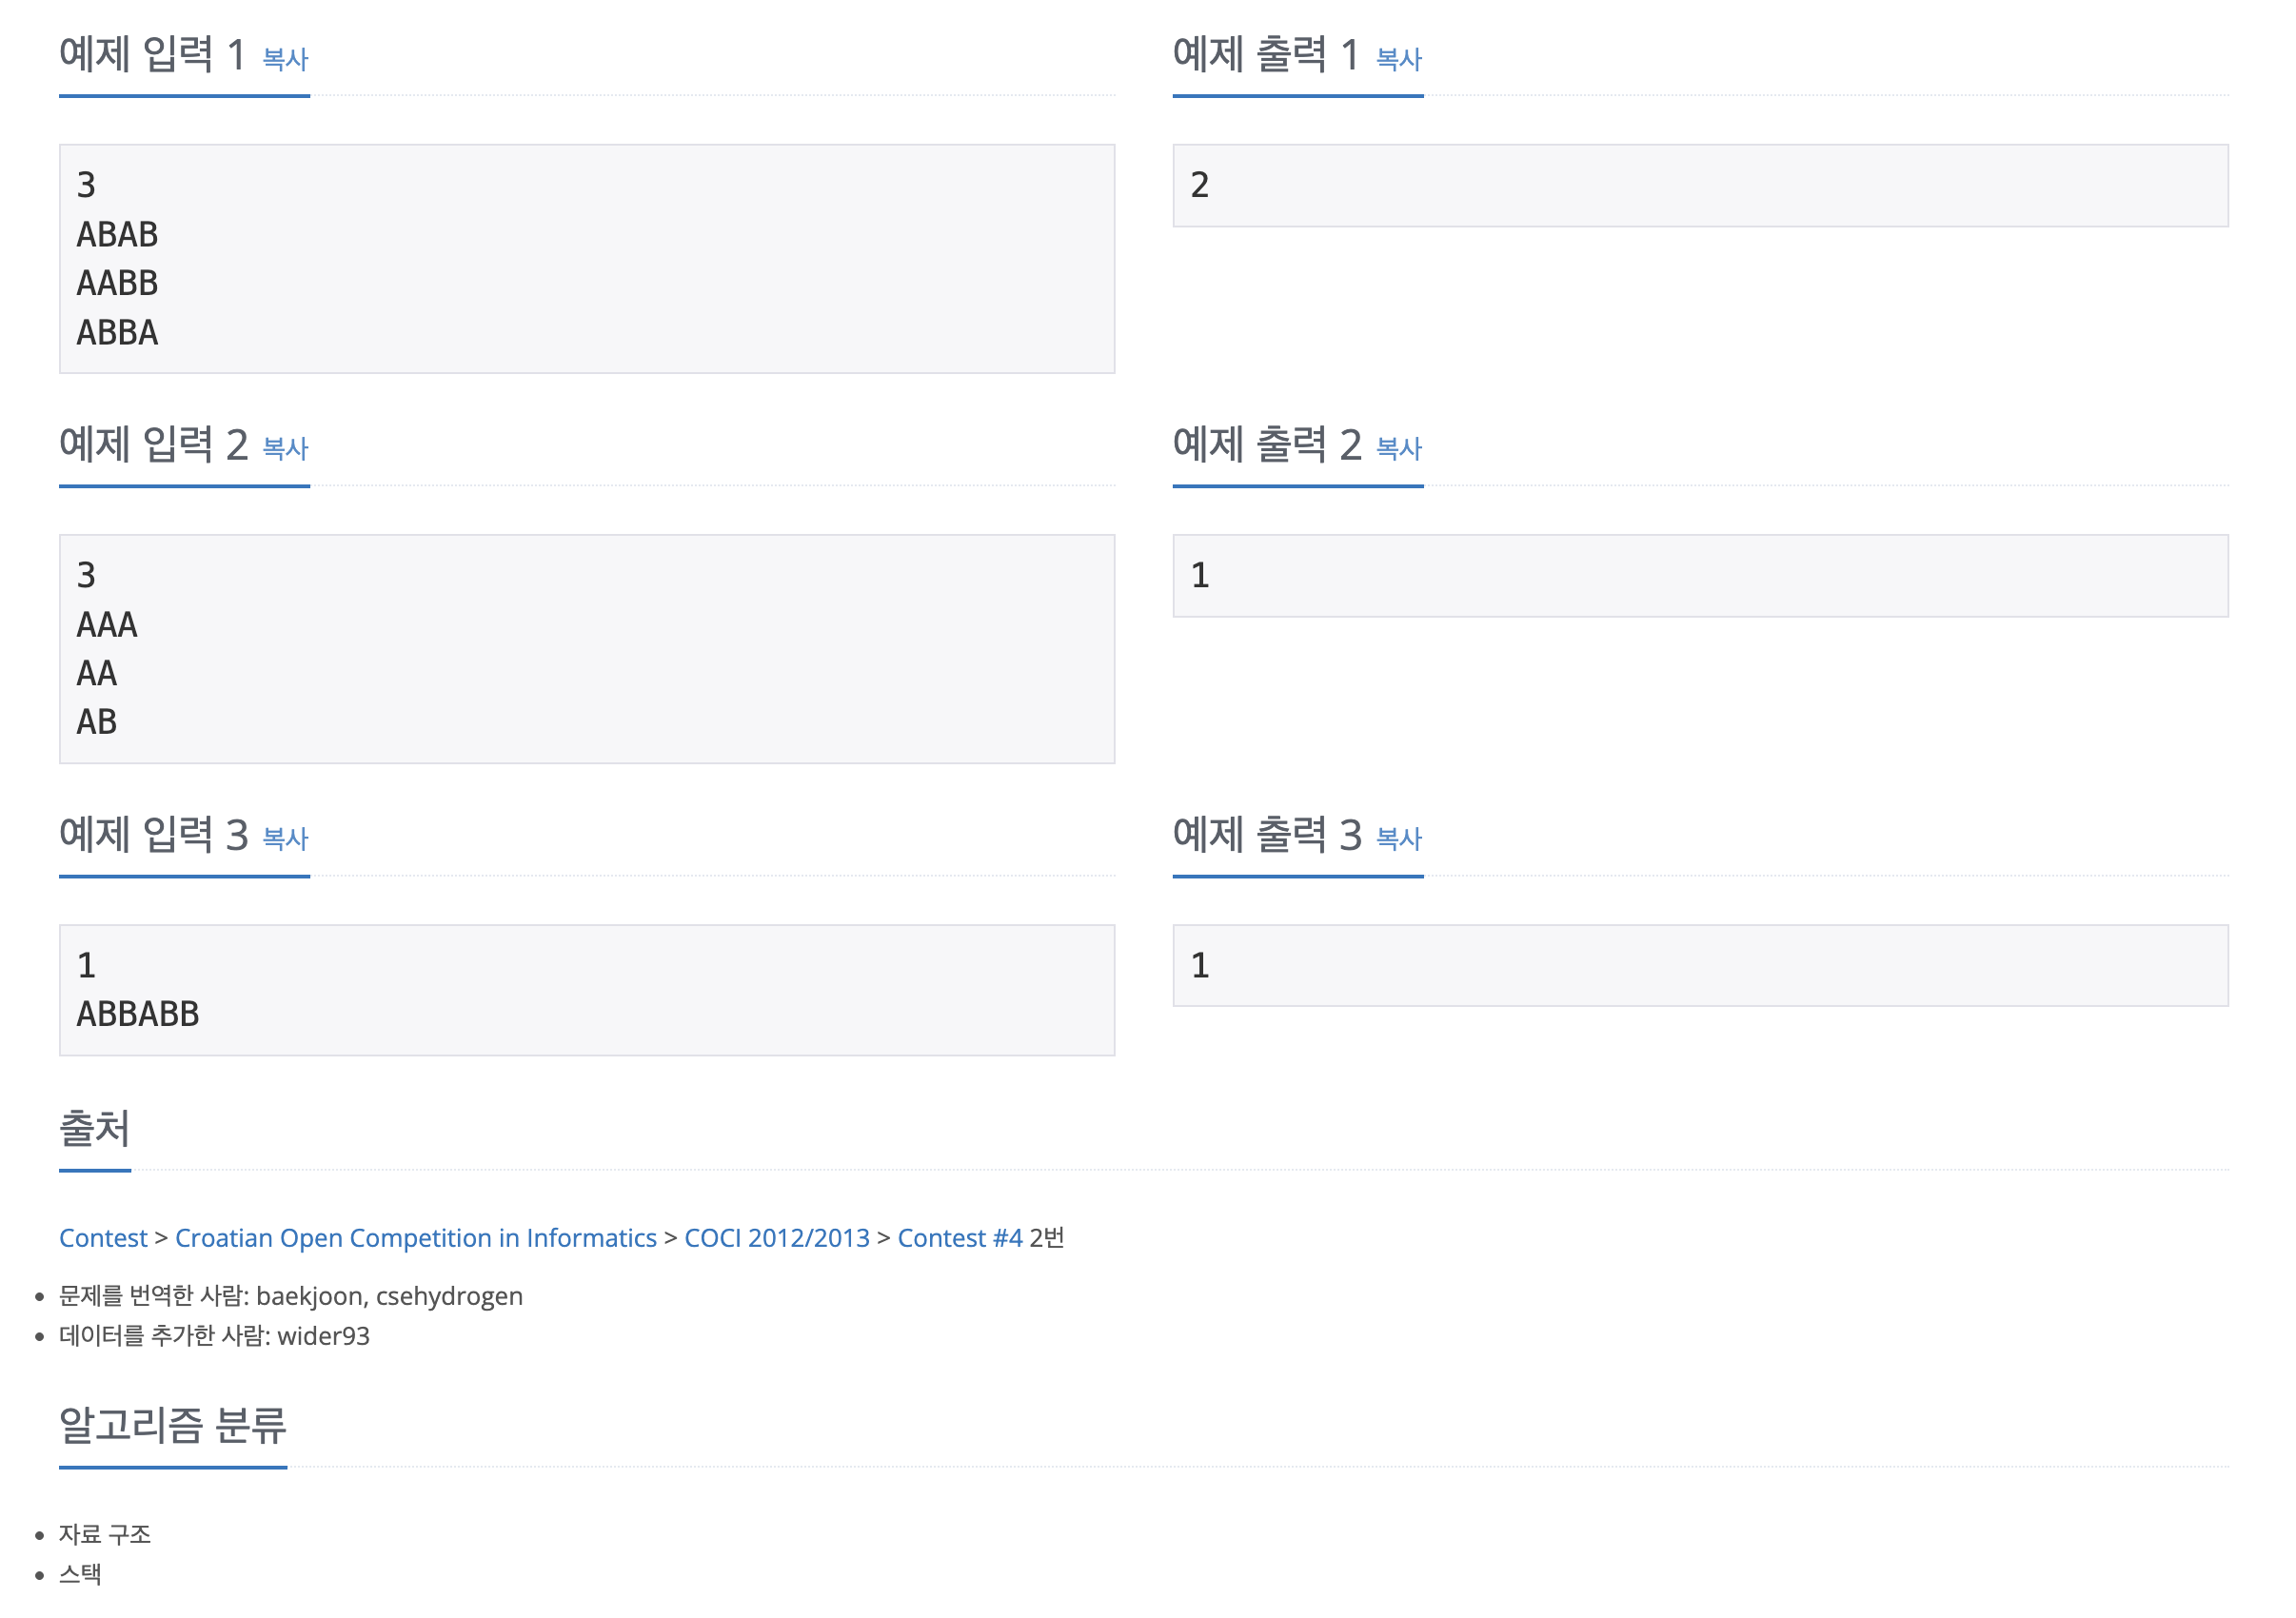 예제 입력 1 복사
예제 출력 1 복사
3
ABAB
AABB
ABBA
2
예제 입력 2 복사
예제 출력 2 복사
3
AAA
AA
AB
1
예제 입력 3 복사
예제 출력 3 복사
1
ABBABB
1
출처
Contest > Croatian Open Competition in Informatics > COCI 2012/2013 > Contest #4 2번
문제를 번역한 사람: baekjoon, csehydrogen
데이터를 추가한 사람: wider93
알고리즘 분류
자료 구조
스택